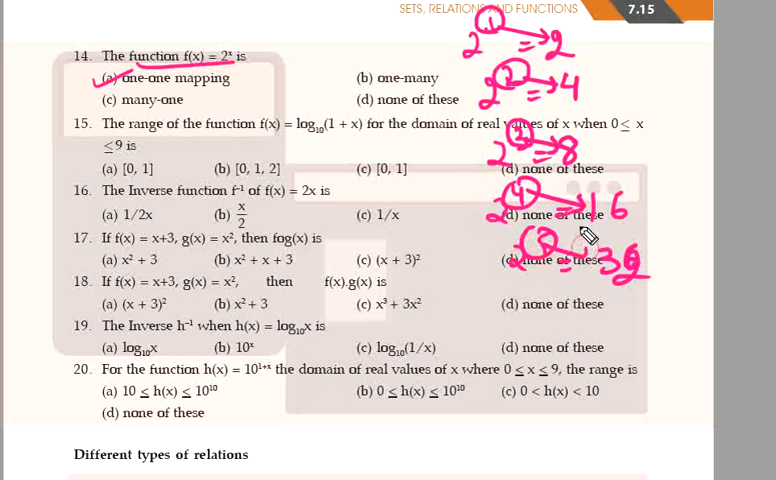 SETS. RELATIONS AND FUNCTIONS 7.15
14. The function f(x) = 2ˣ is
(a) one-one mapping (b) one-many
(c) many-one (d) none of these
15. The range of the function f(x) = log₁₀(1 + x) for the domain of real values of x when 0 ≤ x
≤ 9 is
(a) [0, 1] (b) [0, 1, 2] (c) [0, 1] (d) none of these
16. The Inverse function f⁻¹ of f(x) = 2x is
(a) 1/2x (b) x/2 (c) 1/x (d) none of these
17. If f(x) = x+3, g(x) = x², then fog(x) is
(a) x² + 3 (b) x² + x + 3 (c) (x + 3)² (d) none of these
18. If f(x) = x+3, g(x) = x², then f(x).g(x) is
(a) (x + 3)² (b) x² + 3 (c) x³ + 3x² (d) none of these
19. The Inverse h⁻¹ when h(x) = log₁₀x is
(a) log₁₀x (b) 10ˣ (c) log₁₀(1/x) (d) none of these
20. For the function h(x) = 10¹⁺ˣ the domain of real values of x where 0 ≤ x ≤ 9, the range is
(a) 10 ≤ h(x) ≤ 10¹⁰ (b) 0 ≤ h(x) ≤ 10¹⁰ (c) 0 < h(x) < 10
(d) none of these
Different types of relations
2¹ = 2
2² = 4
2³ = 8
2⁴ = 16
2⁵ = 32